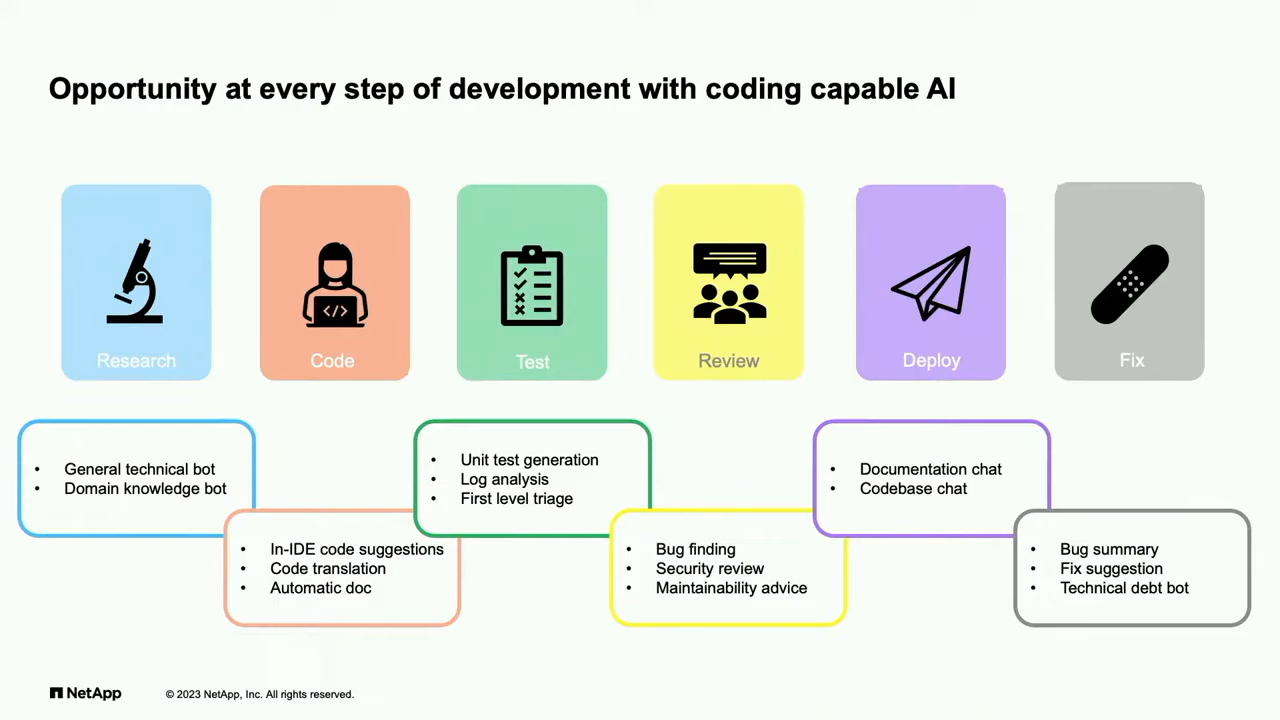 Opportunity at every step of development with coding capable AI
Research
Code
Test
Review
Deploy
Fix
• General technical bot
• Domain knowledge bot
• In-IDE code suggestions
• Code translation
• Automatic doc
• Unit test generation
• Log analysis
• First level triage
• Bug finding
• Security review
• Maintainability advice
• Documentation chat
• Codebase chat
• Bug summary
• Fix suggestion
• Technical debt bot
NetApp
© 2023 NetApp, Inc. All rights reserved.